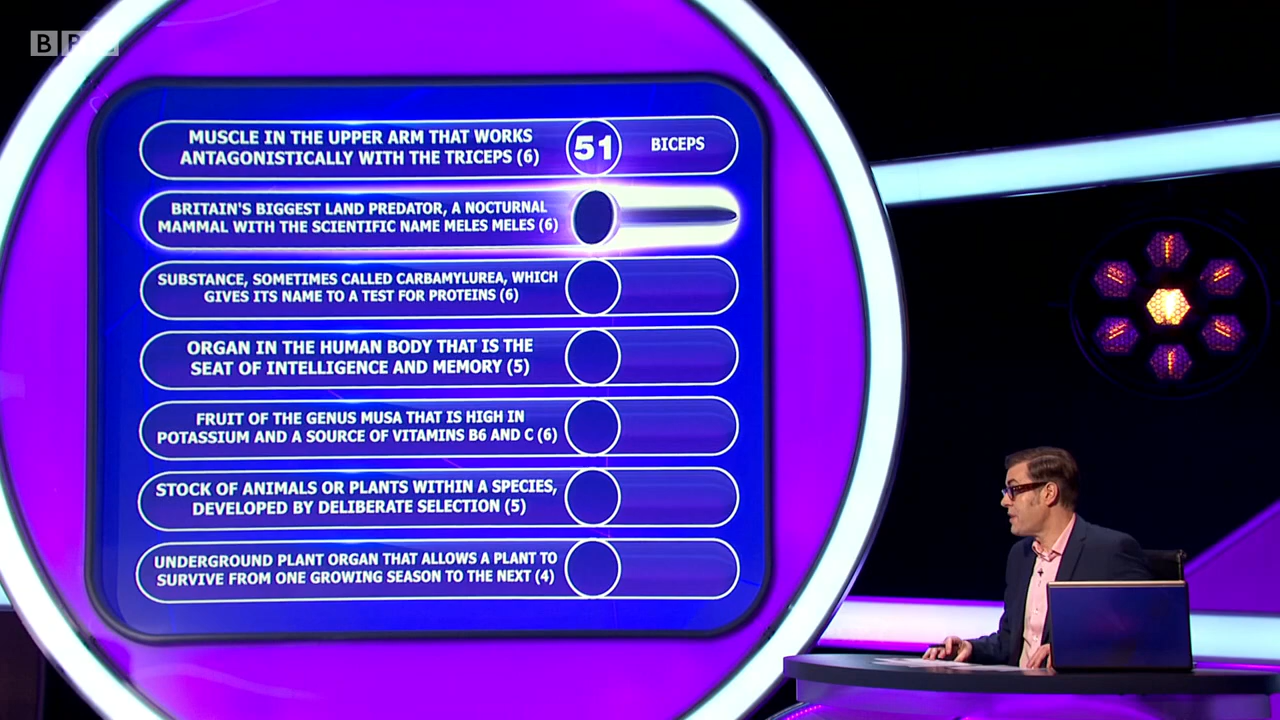 BBC
MUSCLE IN THE UPPER ARM THAT WORKS
ANTAGONISTICALLY WITH THE TRICEPS (6)
51
BICEPS
BRITAIN'S BIGGEST LAND PREDATOR, A NOCTURNAL
MAMMAL WITH THE SCIENTIFIC NAME MELES MELES (6)
SUBSTANCE, SOMETIMES CALLED CARBAMYLUREA, WHICH
GIVES ITS NAME TO A TEST FOR PROTEINS (6)
ORGAN IN THE HUMAN BODY THAT IS THE
SEAT OF INTELLIGENCE AND MEMORY (5)
FRUIT OF THE GENUS MUSA THAT IS HIGH IN
POTASSIUM AND A SOURCE OF VITAMINS B6 AND C (6)
STOCK OF ANIMALS OR PLANTS WITHIN A SPECIES,
DEVELOPED BY DELIBERATE SELECTION (5)
UNDERGROUND PLANT ORGAN THAT ALLOWS A PLANT TO
SURVIVE FROM ONE GROWING SEASON TO THE NEXT (4)